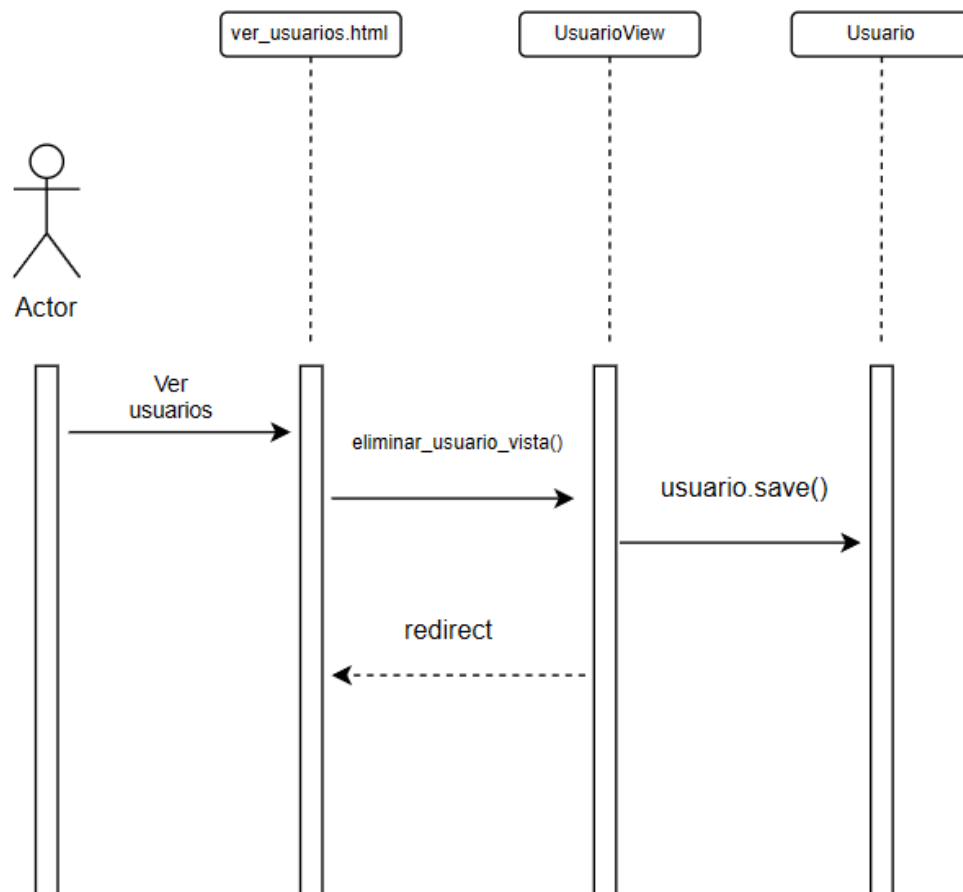 ver_usuarios.html
UsuarioView
Usuario
Actor
Ver
usuarios
eliminar_usuario_vista()
usuario.save()
redirect